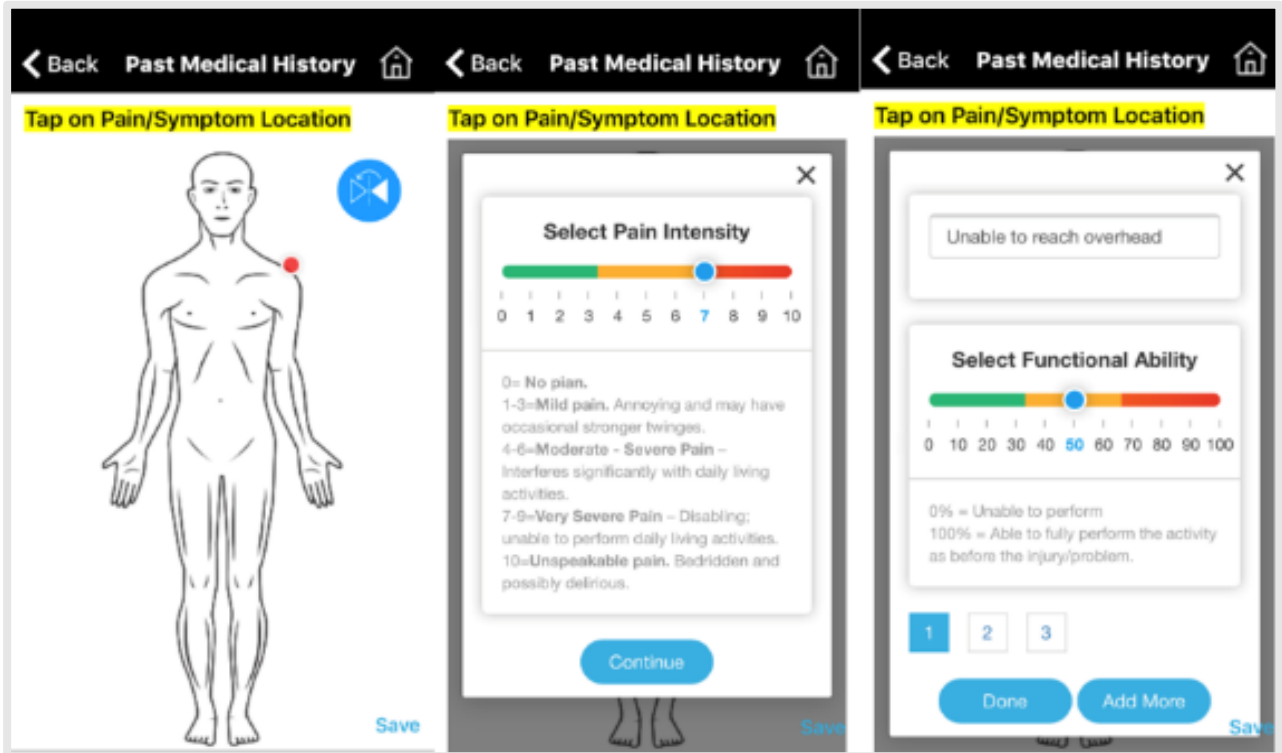 Back Past Medical History
Tap on Pain/Symptom Location
Save
Back Past Medical History
Tap on Pain/Symptom Location
Select Pain Intensity
0 1 2 3 4 5 6 7 8 9 10
0= No pian.
1-3=Mild pain. Annoying and may have
occasional stronger twinges.
4-6=Moderate - Severe Pain –
Interferes significantly with daily living
activities.
7-9=Very Severe Pain – Disabling;
unable to perform daily living activities.
10=Unspeakable pain. Bedridden and
possibly delirious.
Continue
Save
Back Past Medical History
Tap on Pain/Symptom Location
Unable to reach overhead
Select Functional Ability
0 10 20 30 40 50 60 70 80 90 100
0% = Unable to perform
100% = Able to fully perform the activity
as before the injury/problem.
1 2 3
Done Add More
Save